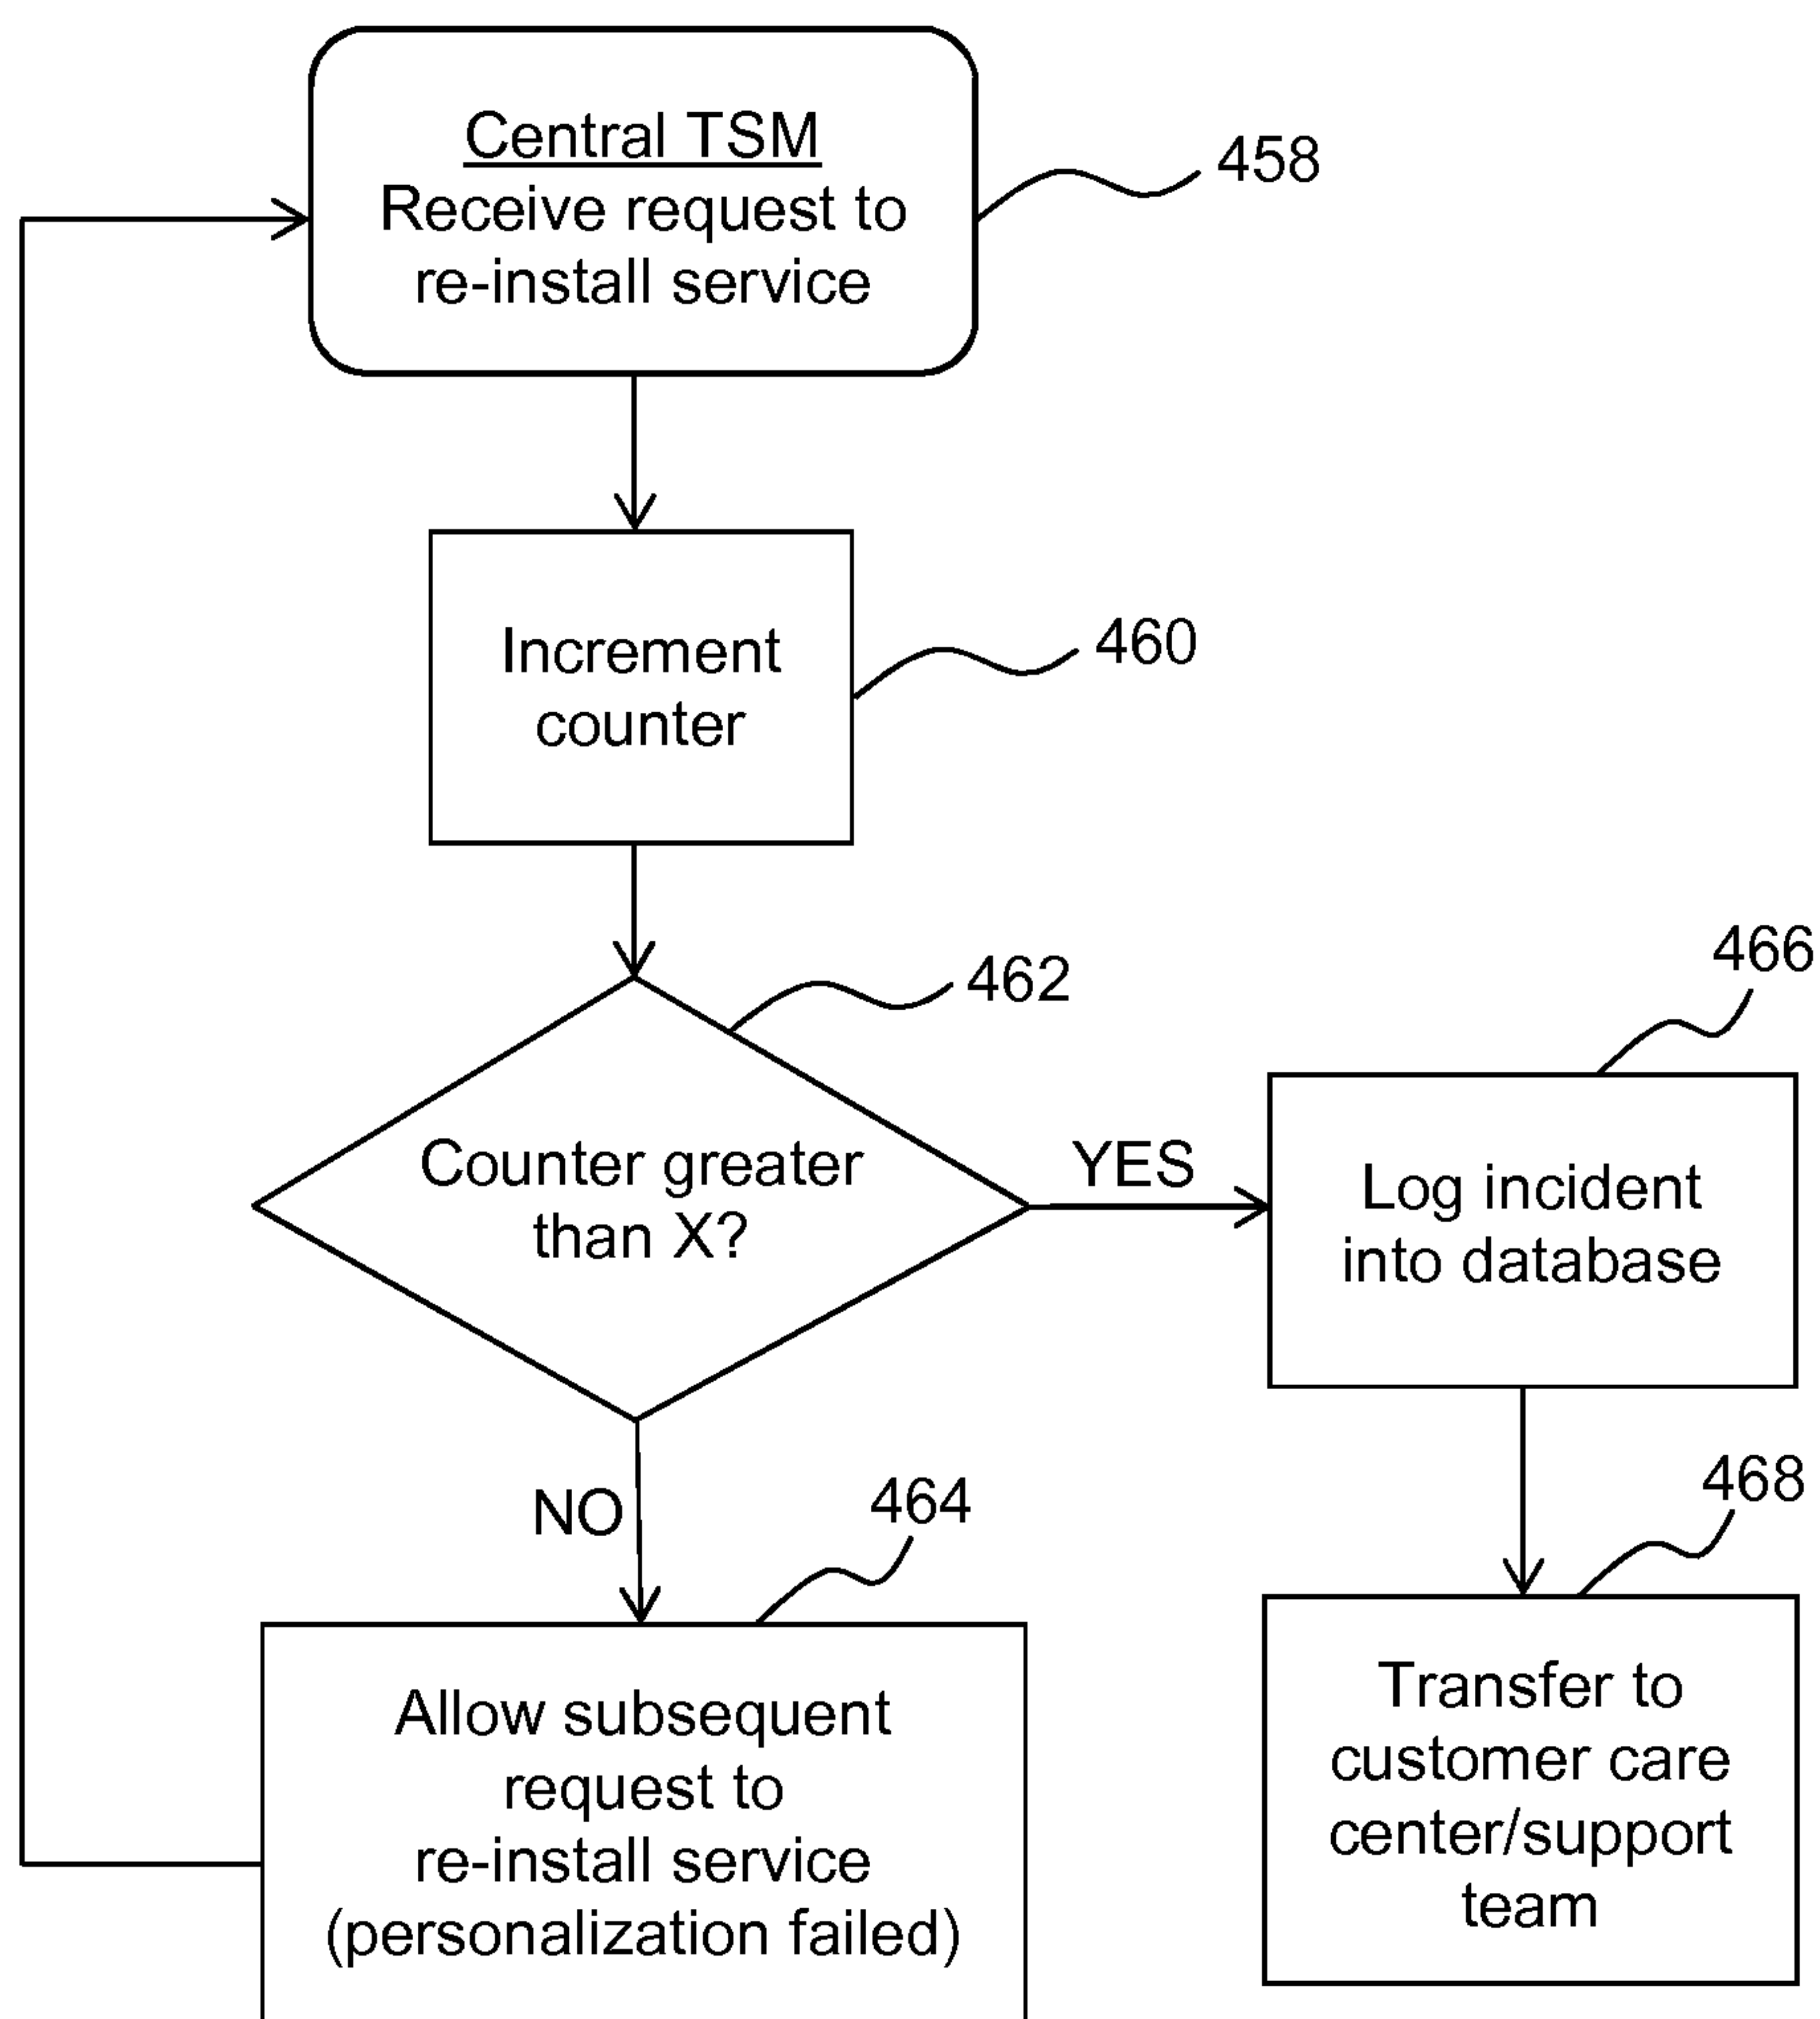 Central TSM
Receive request to
re-install service
458
Increment
counter
460
462
Counter greater
than X?
YES
466
Log incident
into database
NO
464
Allow subsequent
request to
re-install service
(personalization failed)
468
Transfer to
customer care
center/support
team